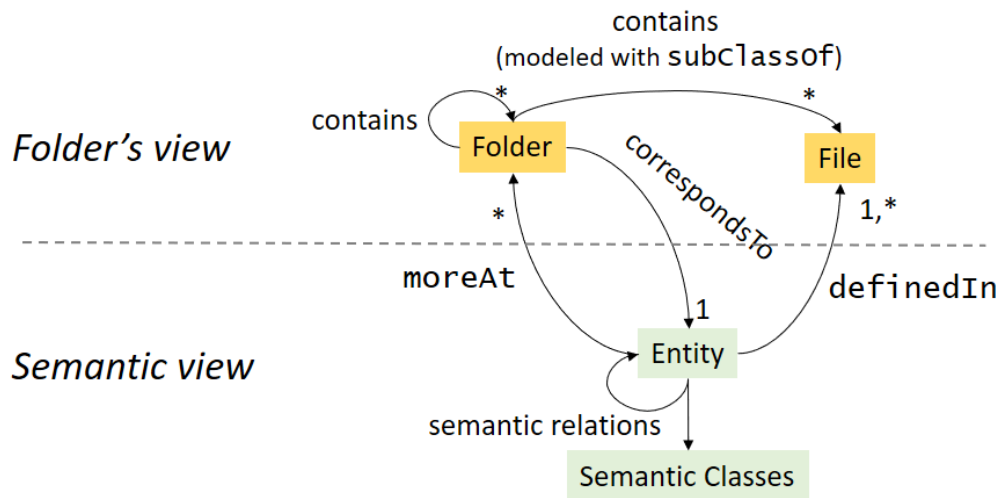 contains
(modeled with subClassOf)
*
*
contains
Folder's view
Folder
File
correspondsTo
*
1,*
moreAt
definedIn
1
Semantic view
Entity
semantic relations
Semantic Classes